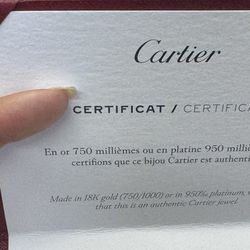 Cartier
CERTIFICAT / CERTIFICA
En or 750 millièmes ou en platine 950 milliè
certifions que ce bijou Cartier est authenti
Made in 18K gold (750/1000) or in 950‰ platinum,
that this is an authentic Cartier jewel